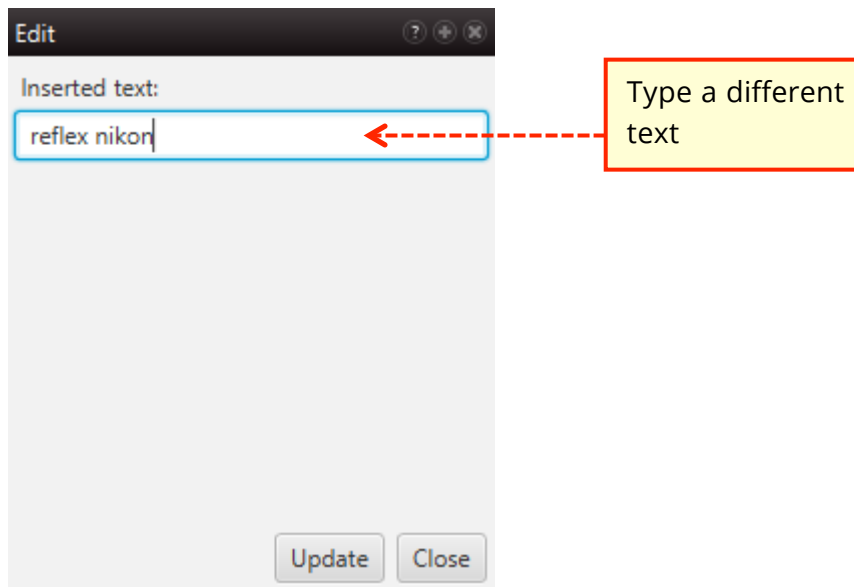 Edit
Inserted text:
reflex nikon
Type a different
text
Update Close